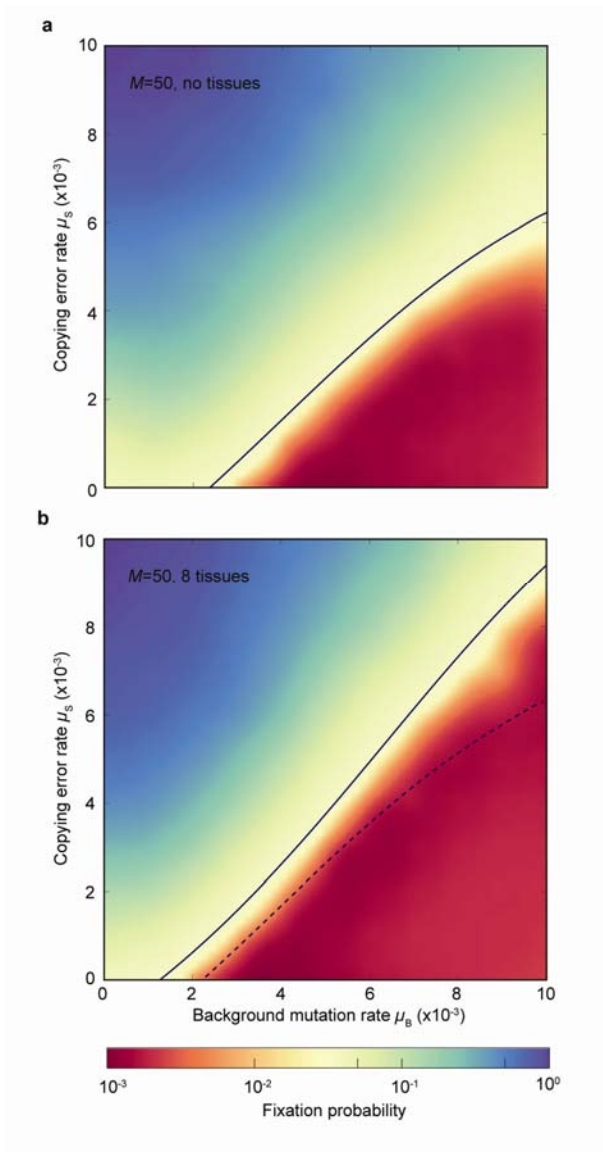 a
10
M=50, no tissues
8
6
4
2
0
Copying error rate μS (x10-3)
b
10
M=50. 8 tissues
8
6
4
2
0
Copying error rate μS (x10-3)
0 2 4 6 8 10
Background mutation rate μB (x10-3)
10-3 10-2 10-1 100
Fixation probability